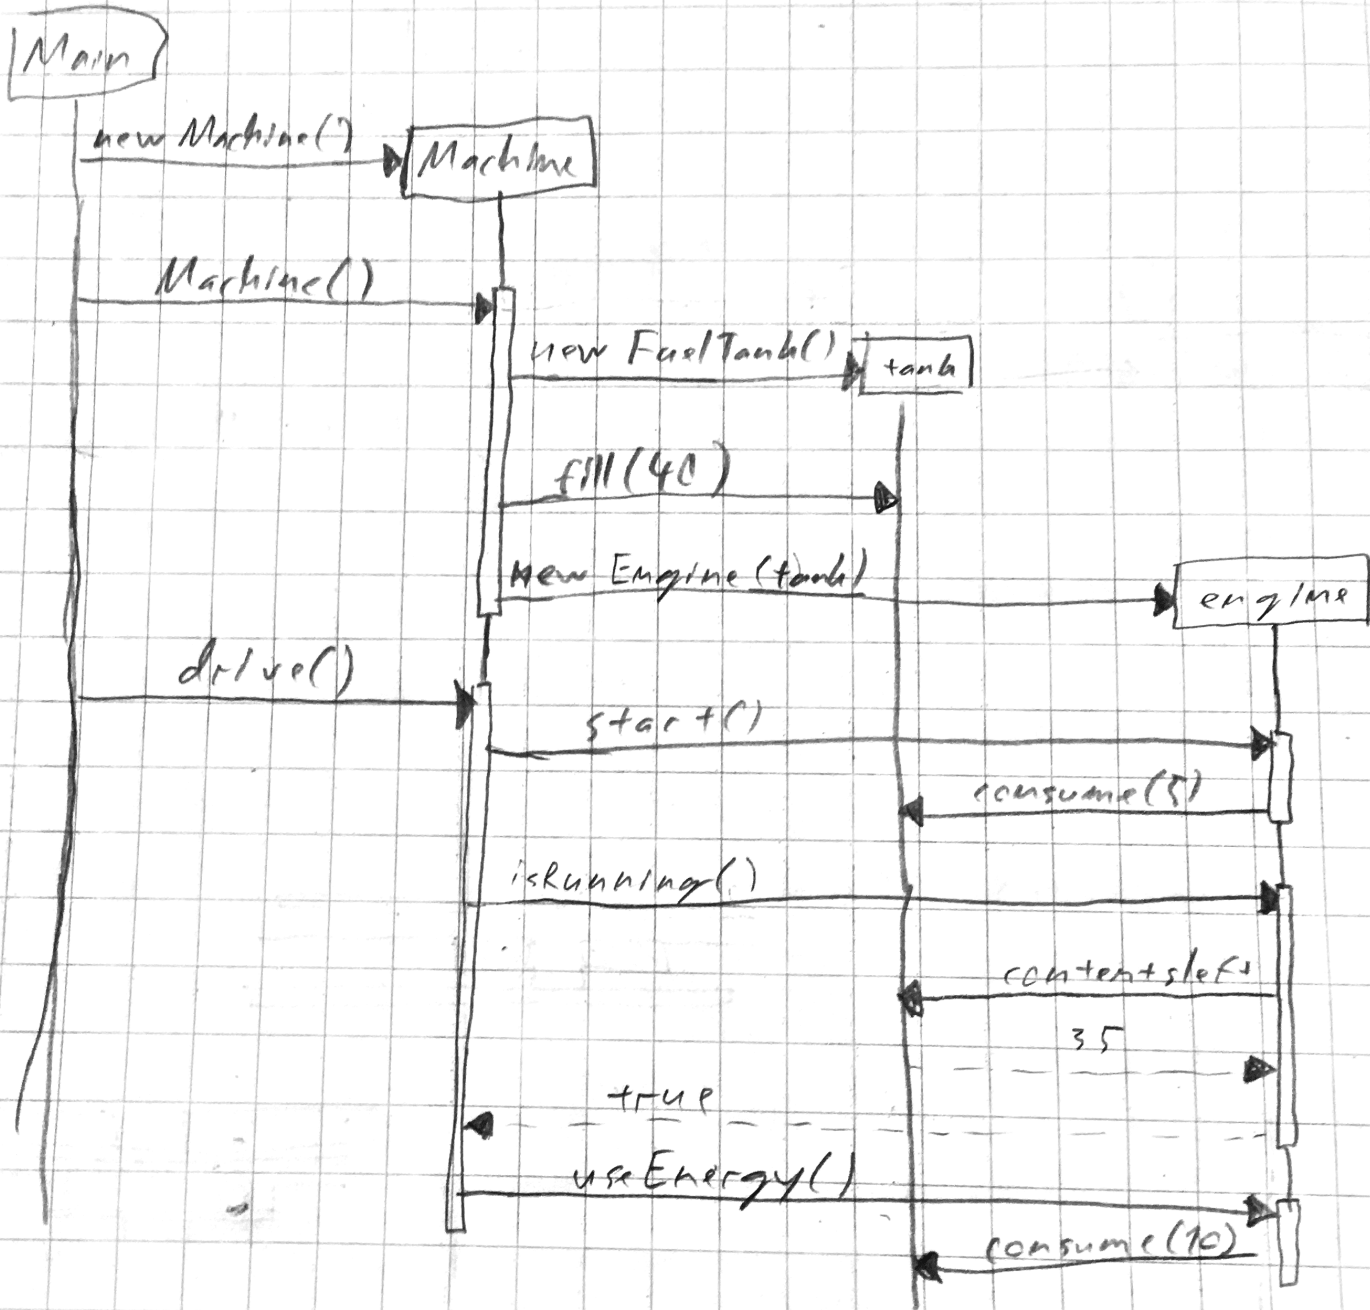 Main
new Machine()
Machine
Machine()
new FuelTank()
tank
fill(40)
new Engine(tank)
engine
drive()
start()
consume(5)
isRunning()
contentsleft
35
true
useEnergy()
consume(10)